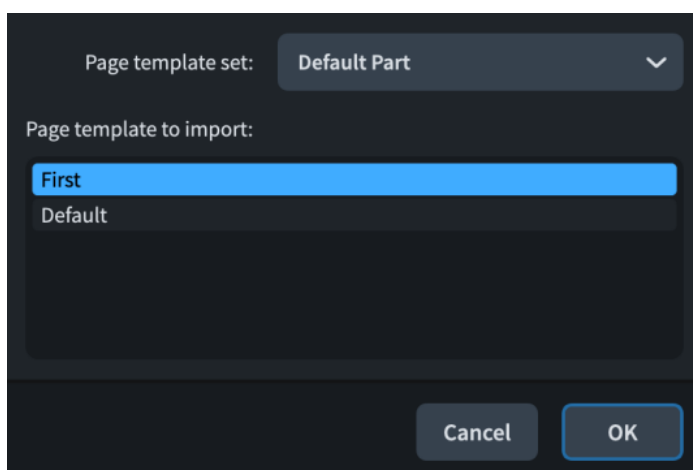 Page template set: Default Part
Page template to import:
First
Default
Cancel OK